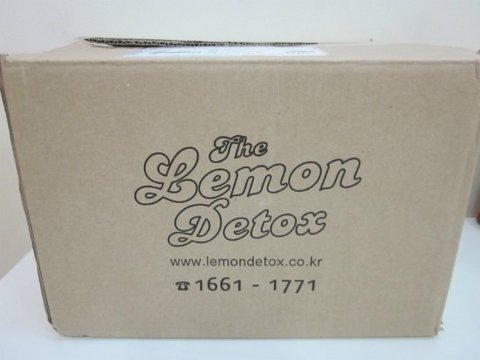 The
Lemon
Detox
www.lemondetox.co.kr
☎1661 - 1771